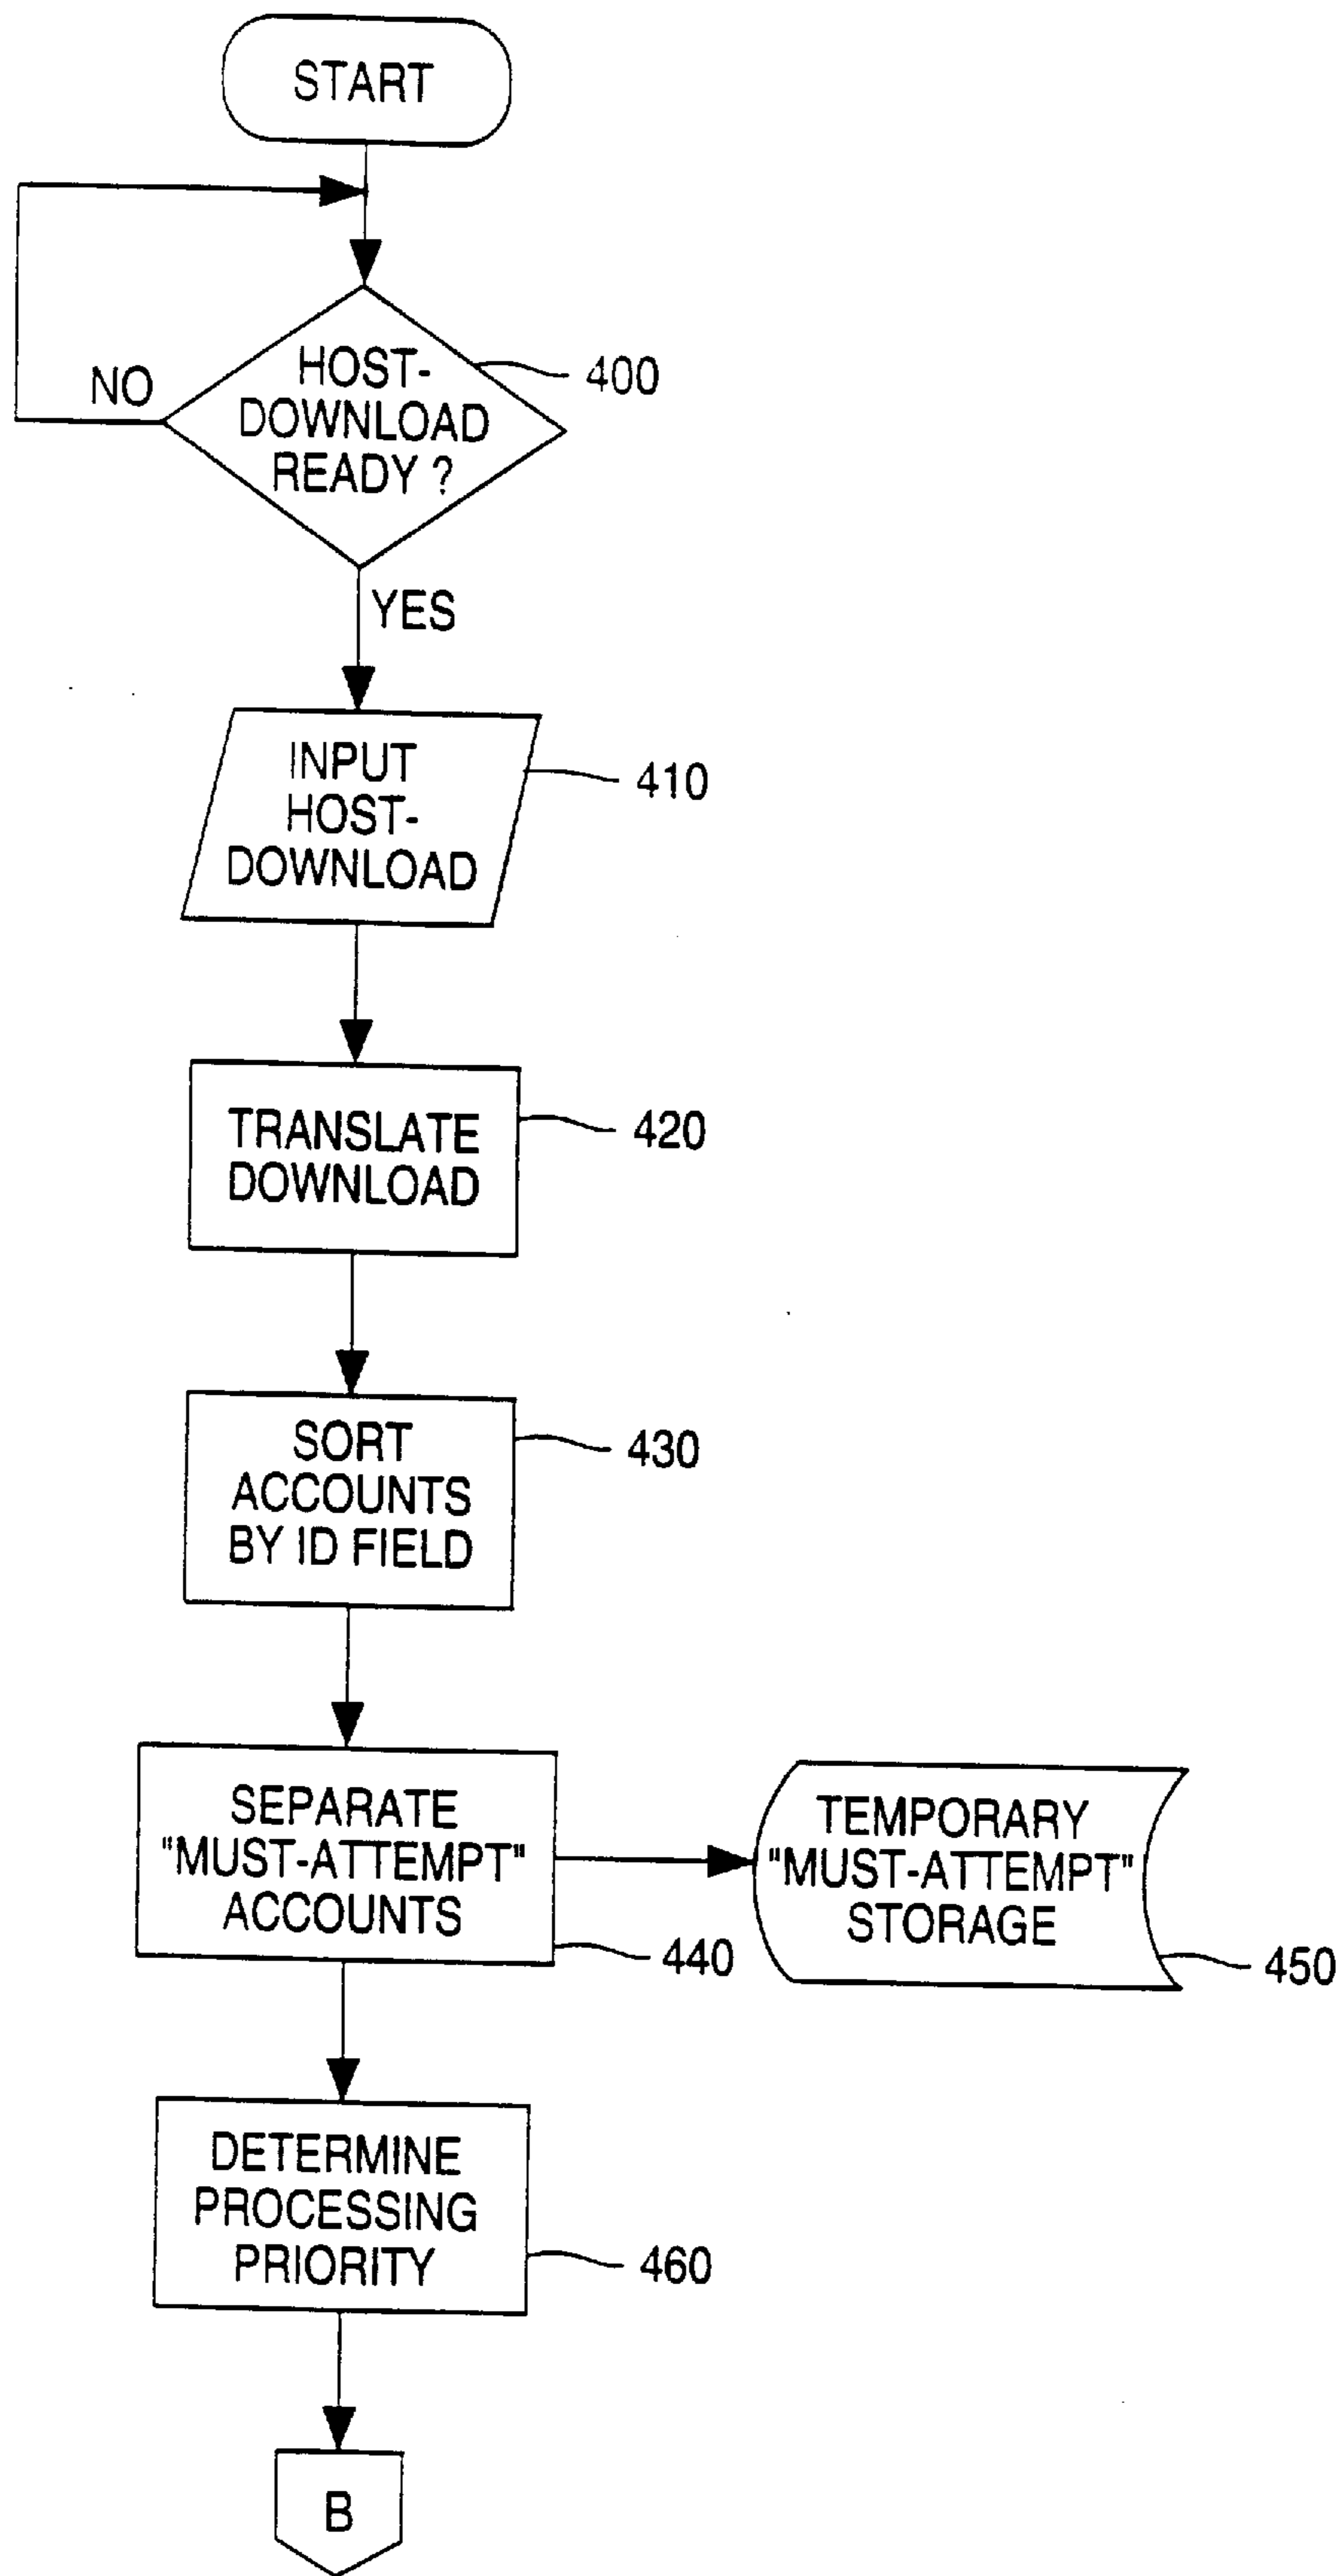 START
HOST-
DOWNLOAD
READY ?
400
NO
YES
INPUT
HOST-
DOWNLOAD
410
TRANSLATE
DOWNLOAD
420
SORT
ACCOUNTS
BY ID FIELD
430
SEPARATE
"MUST-ATTEMPT"
ACCOUNTS
440
TEMPORARY
"MUST-ATTEMPT"
STORAGE
450
DETERMINE
PROCESSING
PRIORITY
460
B